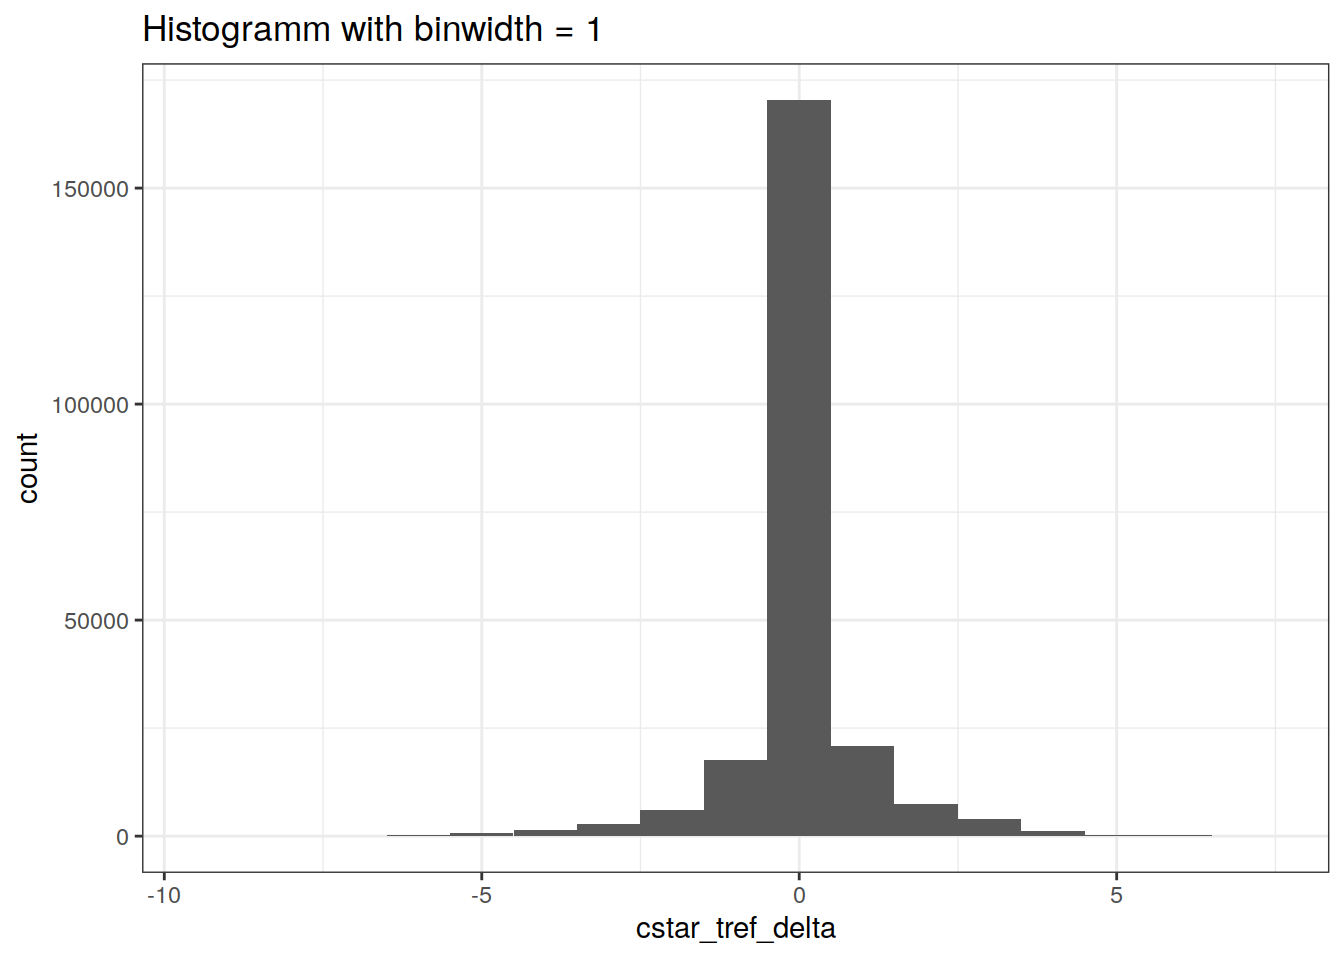 Histogramm with binwidth = 1
150000
100000
50000
0
count
-10
-5
0
5
cstar_tref_delta